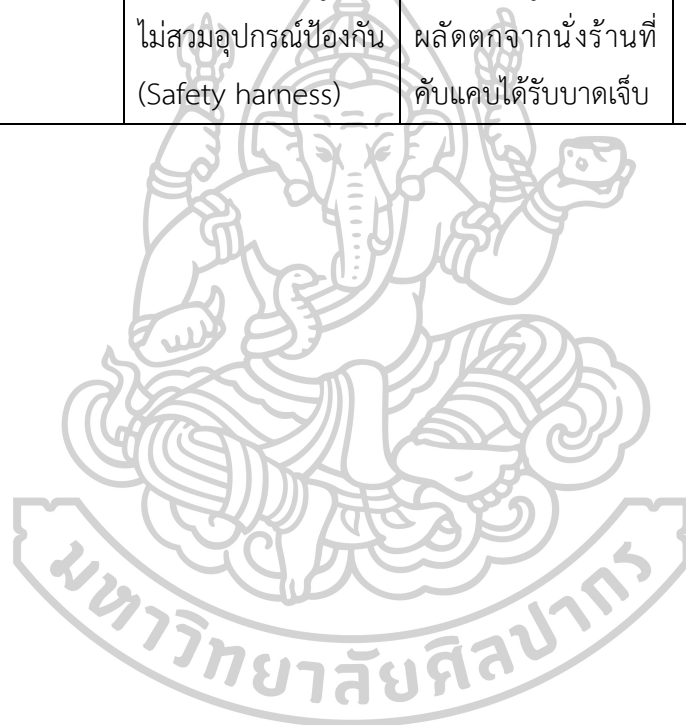 ไม่สวมอุปกรณ์ป้องกัน
(Safety harness)
ผลัดตกจากนั่งร้านที่
คับแคบได้รับบาดเจ็บ
มหาวิทยาลัยศิลปากร